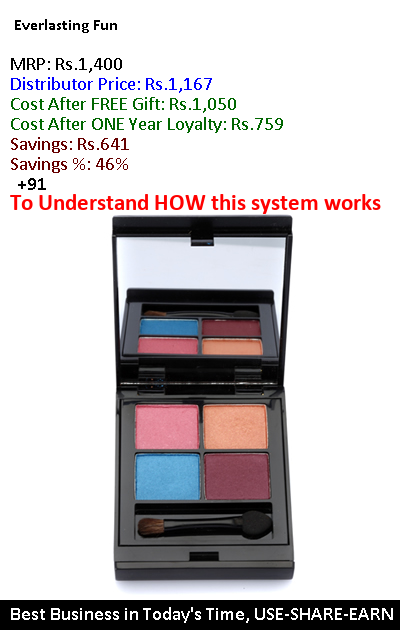 Everlasting Fun
MRP: Rs.1,400
Distributor Price: Rs.1,167
Cost After FREE Gift: Rs.1,050
Cost After ONE Year Loyalty: Rs.759
Savings: Rs.641
Savings %: 46%
+91
To Understand HOW this system works
Best Business in Today's Time, USE-SHARE-EARN